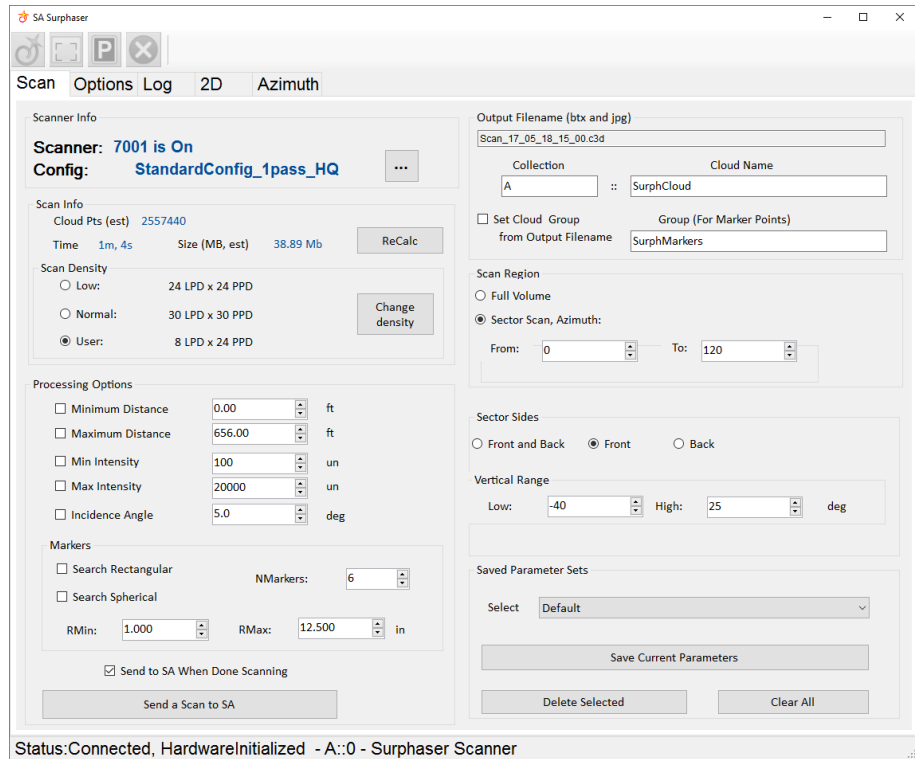 SA Surphaser
P
Scan Options Log 2D Azimuth
Scanner Info
Scanner: 7001 is On
Config: StandardConfig_1pass_HQ ...
Scan Info
Cloud Pts (est) 2557440
Time 1m, 4s Size (MB, est) 38.89 Mb ReCalc
Scan Density
Low: 24 LPD x 24 PPD
Normal: 30 LPD x 30 PPD
Change
density
User: 8 LPD x 24 PPD
Processing Options
Minimum Distance 0.00 ft
Maximum Distance 656.00 ft
Min Intensity 100 un
Max Intensity 20000 un
Incidence Angle 5.0 deg
Markers
Search Rectangular
NMarkers: 6
Search Spherical
RMin: 1.000 RMax: 12.500 in
Send to SA When Done Scanning
Send a Scan to SA
Output Filename (btx and jpg)
Scan_17_05_18_15_00.c3d
Collection Cloud Name
A :: SurphCloud
Set Cloud Group Group (For Marker Points)
from Output Filename SurphMarkers
Scan Region
Full Volume
Sector Scan, Azimuth:
From: 0 To: 120
Sector Sides
Front and Back Front Back
Vertical Range
Low: -40 High: 25 deg
Saved Parameter Sets
Select Default
Save Current Parameters
Delete Selected Clear All
Status:Connected, HardwareInitialized - A::0 - Surphaser Scanner